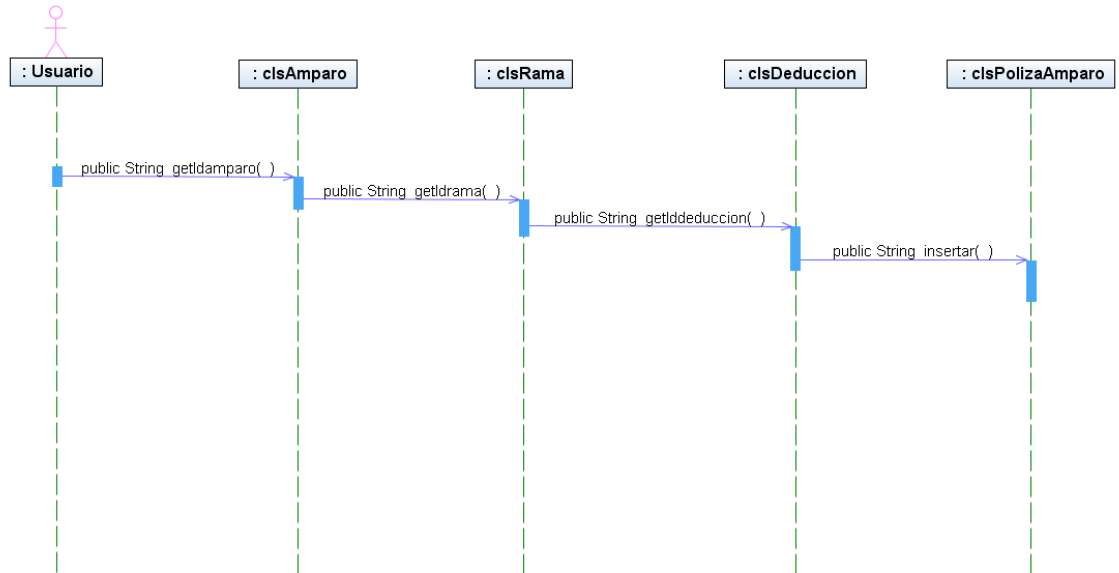 : Usuario
: clsAmparo
: clsRama
: clsDeduccion
: clsPolizaAmparo
public String getIdamparo( )
public String getIdrama( )
public String getIddeduccion( )
public String insertar( )